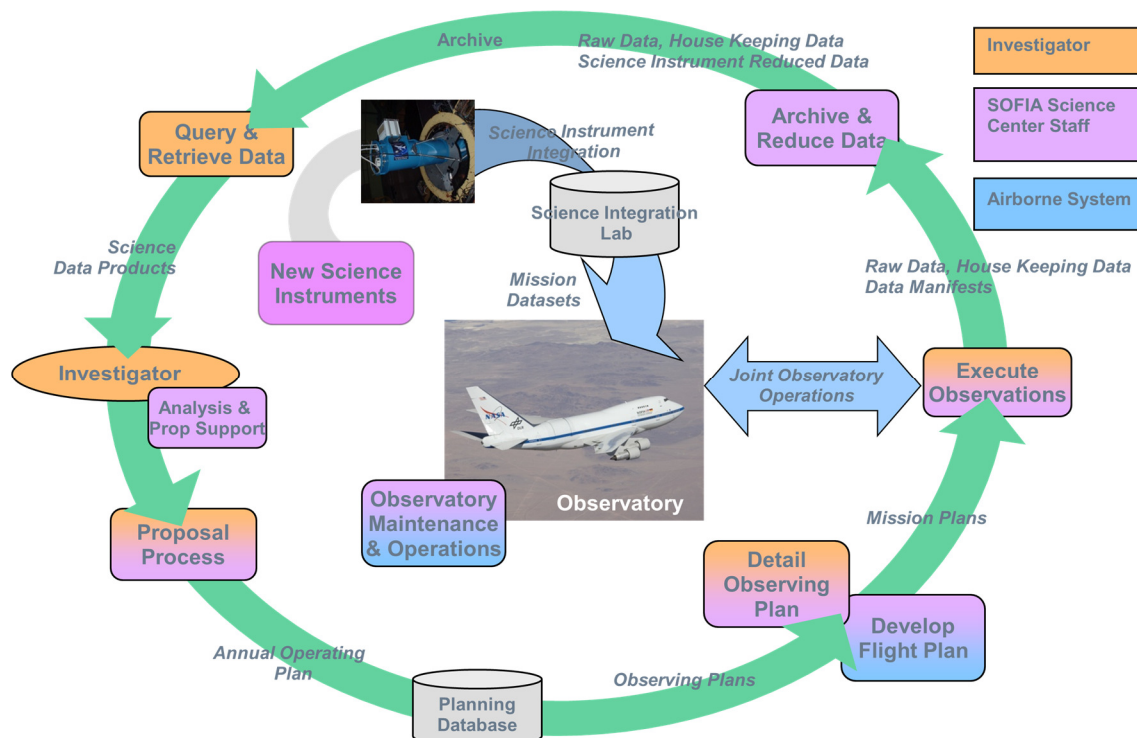 Archive
Raw Data, House Keeping Data
Science Instrument Reduced Data
Investigator
SOFIA Science
Center Staff
Airborne System
Query &
Retrieve Data
Science Instrument
Integration
Archive &
Reduce Data
Science Integration
Lab
Science
Data Products
New Science
Instruments
Mission
Datasets
Raw Data, House Keeping Data
Data Manifests
Investigator
Analysis &
Prop Support
Joint Observatory
Operations
Execute
Observations
NASA
Observatory
Observatory
Maintenance
& Operations
Proposal
Process
Mission Plans
Detail
Observing
Plan
Develop
Flight Plan
Annual Operating
Plan
Observing Plans
Planning
Database